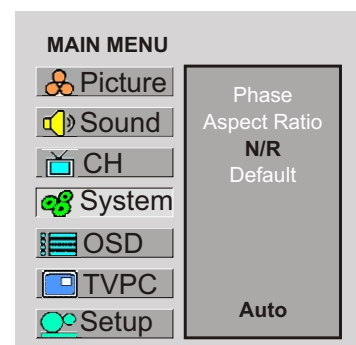 MAIN MENU
Picture
Sound
CH
System
OSD
TVPC
Setup
Phase
Aspect Ratio
N/R
Default
Auto